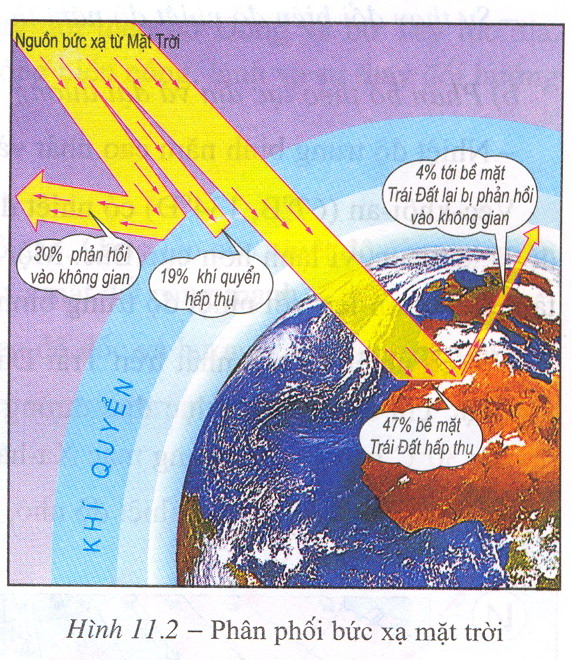 Nguồn bức xạ từ Mặt Trời
4% tới bề mặt
Trái Đất lại bị phản hồi
vào không gian
30% phản hồi
vào không gian
19% khí quyển
hấp thụ
47% bề mặt
Trái Đất hấp thụ
KHÍ QUYỂN
Hình 11.2 – Phân phối bức xạ mặt trời